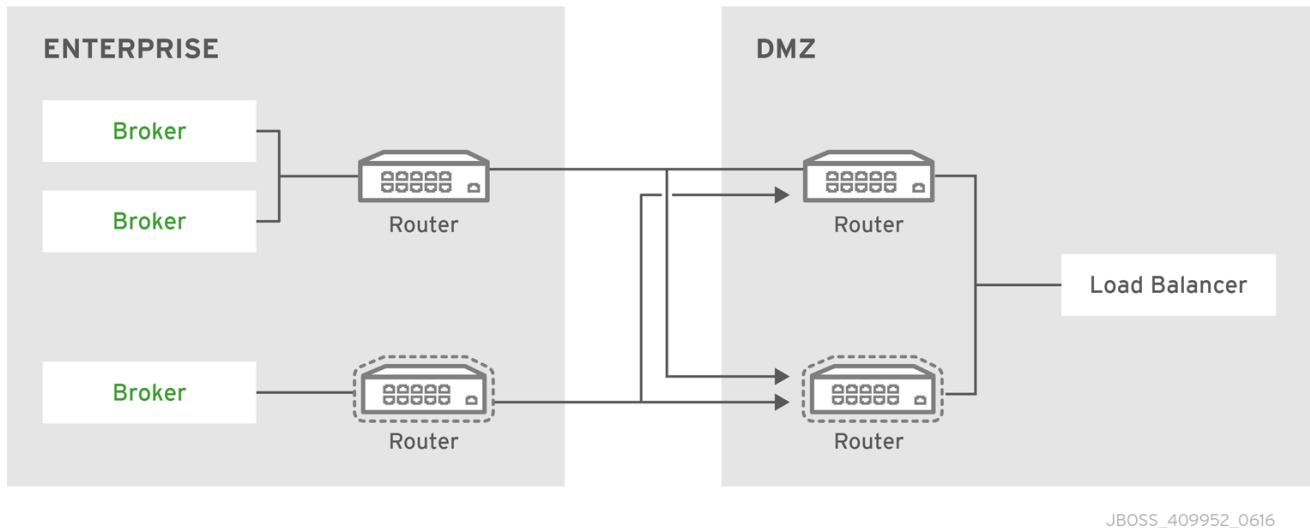 ENTERPRISE
DMZ
Broker
Broker
Router
Router
Load Balancer
Broker
Router
Router
JBOSS_409952_0616